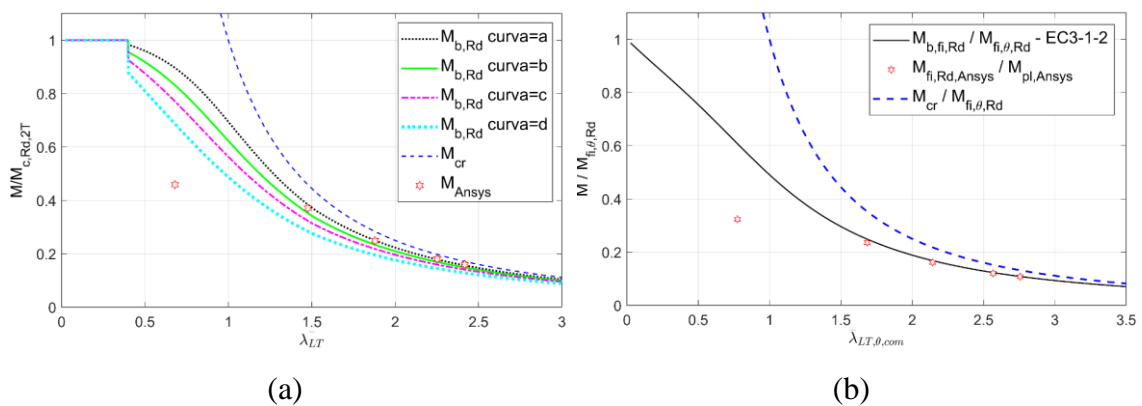 M_b,Rd curva=a
M_b,Rd curva=b
M_b,Rd curva=c
M_b,Rd curva=d
M_cr
M_Ansys
1
0.8
0.6
0.4
0.2
0
0 0.5 1 1.5 2 2.5 3
M/M_c,Rd,2T
λ̄_LT
(a)
M_b,fi,Rd / M_fi,θ,Rd - EC3-1-2
M_fi,Rd,Ansys / M_pl,Ansys
M_cr / M_fi,θ,Rd
1
0.8
0.6
0.4
0.2
0
0 0.5 1 1.5 2 2.5 3 3.5
M / M_fi,θ,Rd
λ̄_LT,θ,com
(b)